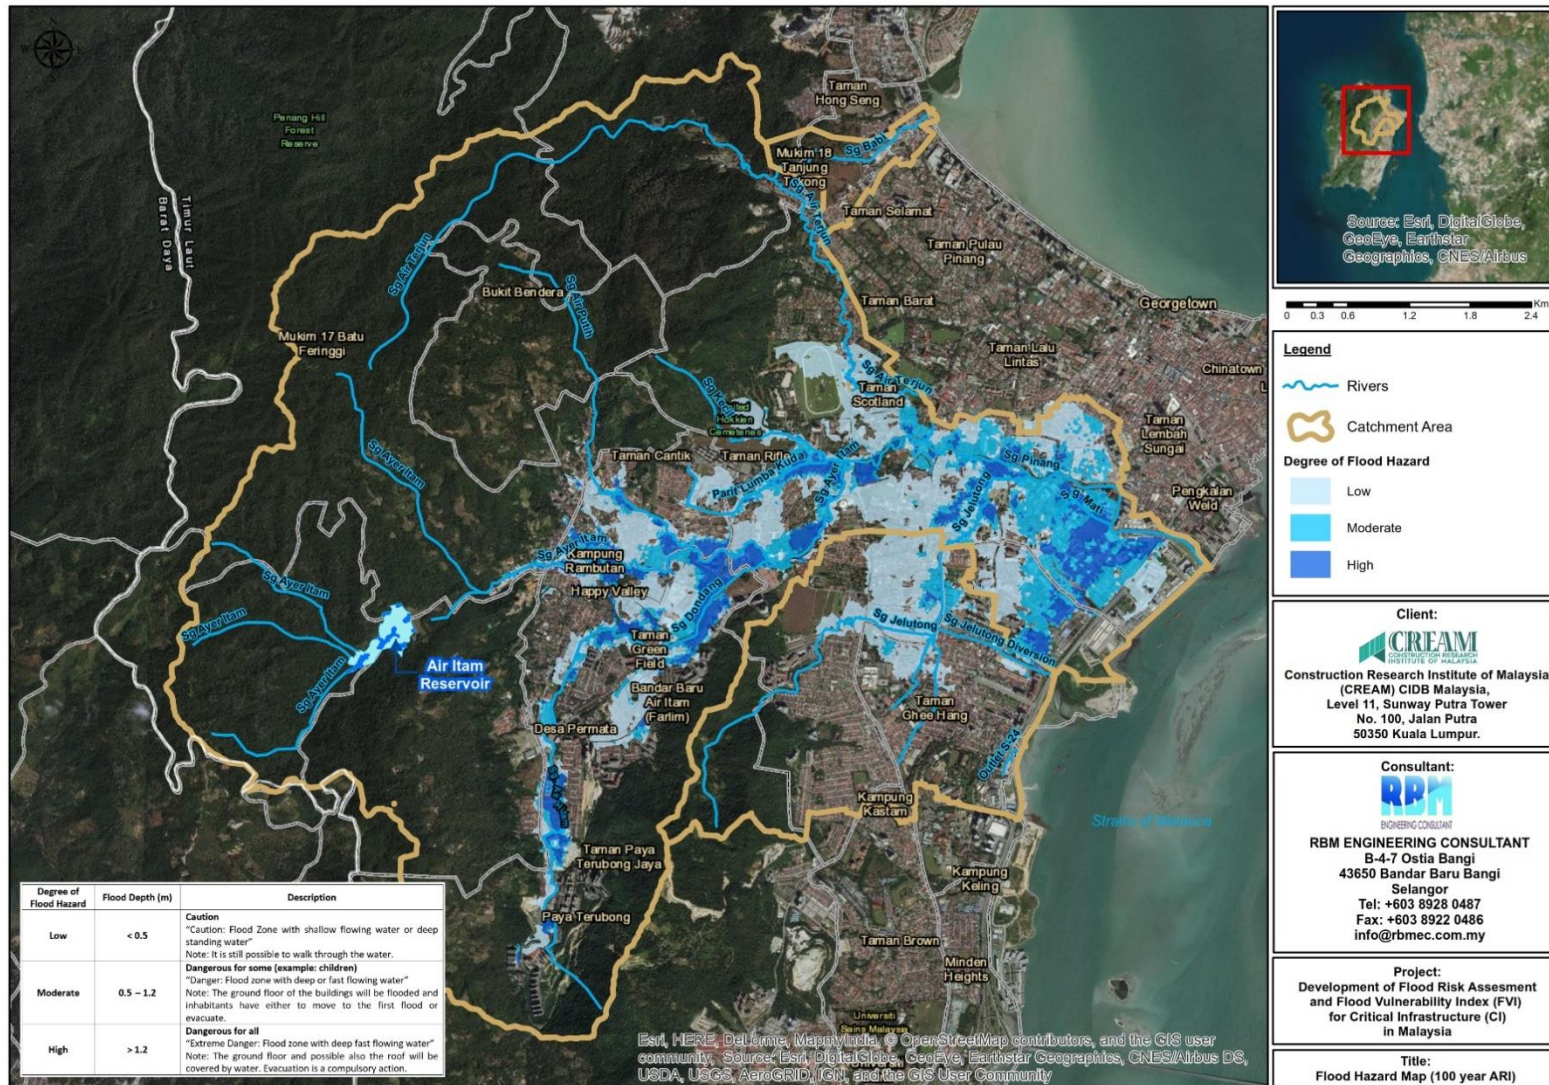 N
W
E
S
Penang Hill
Forest
Reserve
Timur Laut
Barat Daya
Taman
Hong Seng
Sg Babi
Mukim 18
Tanjung
Tokong
Sg Air Terjun
Taman Selamat
Taman Pulau
Pinang
Sg Air Terjun
Bukit Bendera
Sg Air Putih
Taman Barat
Georgetown
Mukim 17 Batu
Feringgi
Taman Lalu
Lintas
Chinatown
L
Sg Kecil
Sg Air Terjun
Taman
Scotland
Hokkien
Cemeteries
Taman
Lembah
Sungai
Sg Ayer Itam
Taman Cantik
Taman Rifle
Parit Lumba Kuda
Sg Ayer Itam
Sg Pinang
Sg Mati
Pengkalan
Weld
Sg Jelutong
Sg Ayer Itam
Kampung
Rambutan
Happy Valley
Sg Ayer Itam
Sg Ayer Itam
Sg Dondang
Sg Jelutong
Sg Jelutong Diversion
Taman
Green
Field
Sg Ayer Itam
Air Itam
Reservoir
Bandar Baru
Air Itam
(Farlim)
Taman
Ghee Hang
Desa Permata
Outlet S-24
Kampung
Kastam
Straits of Malacca
Taman Paya
Terubong Jaya
Kampung
Keling
Paya Terubong
Taman Brown
Minden
Heights
Universiti
Sains Malaysia
Degree of
Flood Hazard
Flood Depth (m)
Description
Low
< 0.5
Caution
"Caution: Flood Zone with shallow flowing water or deep
standing water"
Note: It is still possible to walk through the water.
Moderate
0.5 – 1.2
Dangerous for some (example: children)
"Danger: Flood zone with deep or fast flowing water"
Note: The ground floor of the buildings will be flooded and
inhabitants have either to move to the first flood or
evacuate.
High
> 1.2
Dangerous for all
"Extreme Danger: Flood zone with deep fast flowing water"
Note: The ground floor and possible also the roof will be
covered by water. Evacuation is a compulsory action.
Esri, HERE, DeLorme, MapmyIndia, © OpenStreetMap contributors, and the GIS user
community, Source: Esri, DigitalGlobe, GeoEye, Earthstar Geographics, CNES/Airbus DS,
USDA, USGS, AeroGRID, IGN, and the GIS User Community
Source: Esri, DigitalGlobe,
GeoEye, Earthstar
Geographics, CNES/Airbus
Km
0 0.3 0.6 1.2 1.8 2.4
Legend
Rivers
Catchment Area
Degree of Flood Hazard
Low
Moderate
High
Client:
CREAM
CONSTRUCTION RESEARCH
INSTITUTE OF MALAYSIA
Construction Research Institute of Malaysia
(CREAM) CIDB Malaysia,
Level 11, Sunway Putra Tower
No. 100, Jalan Putra
50350 Kuala Lumpur.
Consultant:
RBM
ENGINEERING CONSULTANT
RBM ENGINEERING CONSULTANT
B-4-7 Ostia Bangi
43650 Bandar Baru Bangi
Selangor
Tel: +603 8928 0487
Fax: +603 8922 0486
info@rbmec.com.my
Project:
Development of Flood Risk Assesment
and Flood Vulnerability Index (FVI)
for Critical Infrastructure (CI)
in Malaysia
Title:
Flood Hazard Map (100 year ARI)